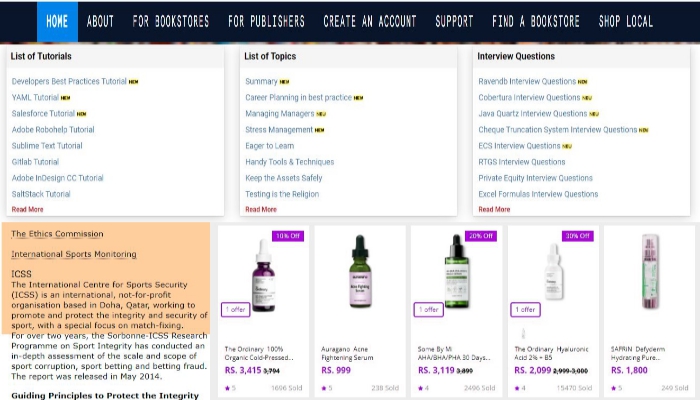 HOME ABOUT FOR BOOKSTORES FOR PUBLISHERS CREATE AN ACCOUNT SUPPORT FIND A BOOKSTORE SHOP LOCAL
List of Tutorials
Developers Best Practices Tutorial NEW
YAML Tutorial NEW
Salesforce Tutorial NEW
Adobe Robohelp Tutorial
Sublime Text Tutorial
Gitlab Tutorial
Adobe InDesign CC Tutorial
SaltStack Tutorial
Read More
List of Topics
Summary NEW
Career Planning in best practice NEW
Managing Managers NEW
Stress Management NEW
Eager to Learn
Handy Tools & Techniques
Keep the Assets Safely
Testing is the Religion
Read More
Interview Questions
Ravendb Interview Questions NEW
Cobertura Interview Questions NEW
Java Quartz Interview Questions NEW
Cheque Truncation System Interview Questions NEW
ECS Interview Questions NEW
RTGS Interview Questions
Private Equity Interview Questions
Excel Formulas Interview Questions
Read More
The Ethics Commission
International Sports Monitoring
ICSS
The International Centre for Sports Security
(ICSS) is an international, not-for-profit
organisation based in Doha, Qatar, working to
promote and protect the integrity and security of
sport, with a special focus on match-fixing.
For over two years, the Sorbonne-ICSS Research
Programme on Sport Integrity has conducted an
in-depth assessment of the scale and scope of
sport corruption, sport betting and betting fraud.
The report was released in May 2014.
Guiding Principles to Protect the Integrity
10% Off
1 offer
The Ordinary 100%
Organic Cold-Pressed...
RS. 3,415 3,794
5 1696 Sold
Auragano Acne
Fightening Serum
RS. 999
5 238 Sold
20% Off
1 offer
Some By Mi
AHA/BHA/PHA 30 Days...
RS. 3,119 3,899
4 2496 Sold
30% Off
1 offer
The Ordinary Hyaluronic
Acid 2% + B5
RS. 2,099 2,999-3,000
4 15470 Sold
SAFRiN Defyderm
Hydrating Pure...
RS. 1,800
5 249 Sold